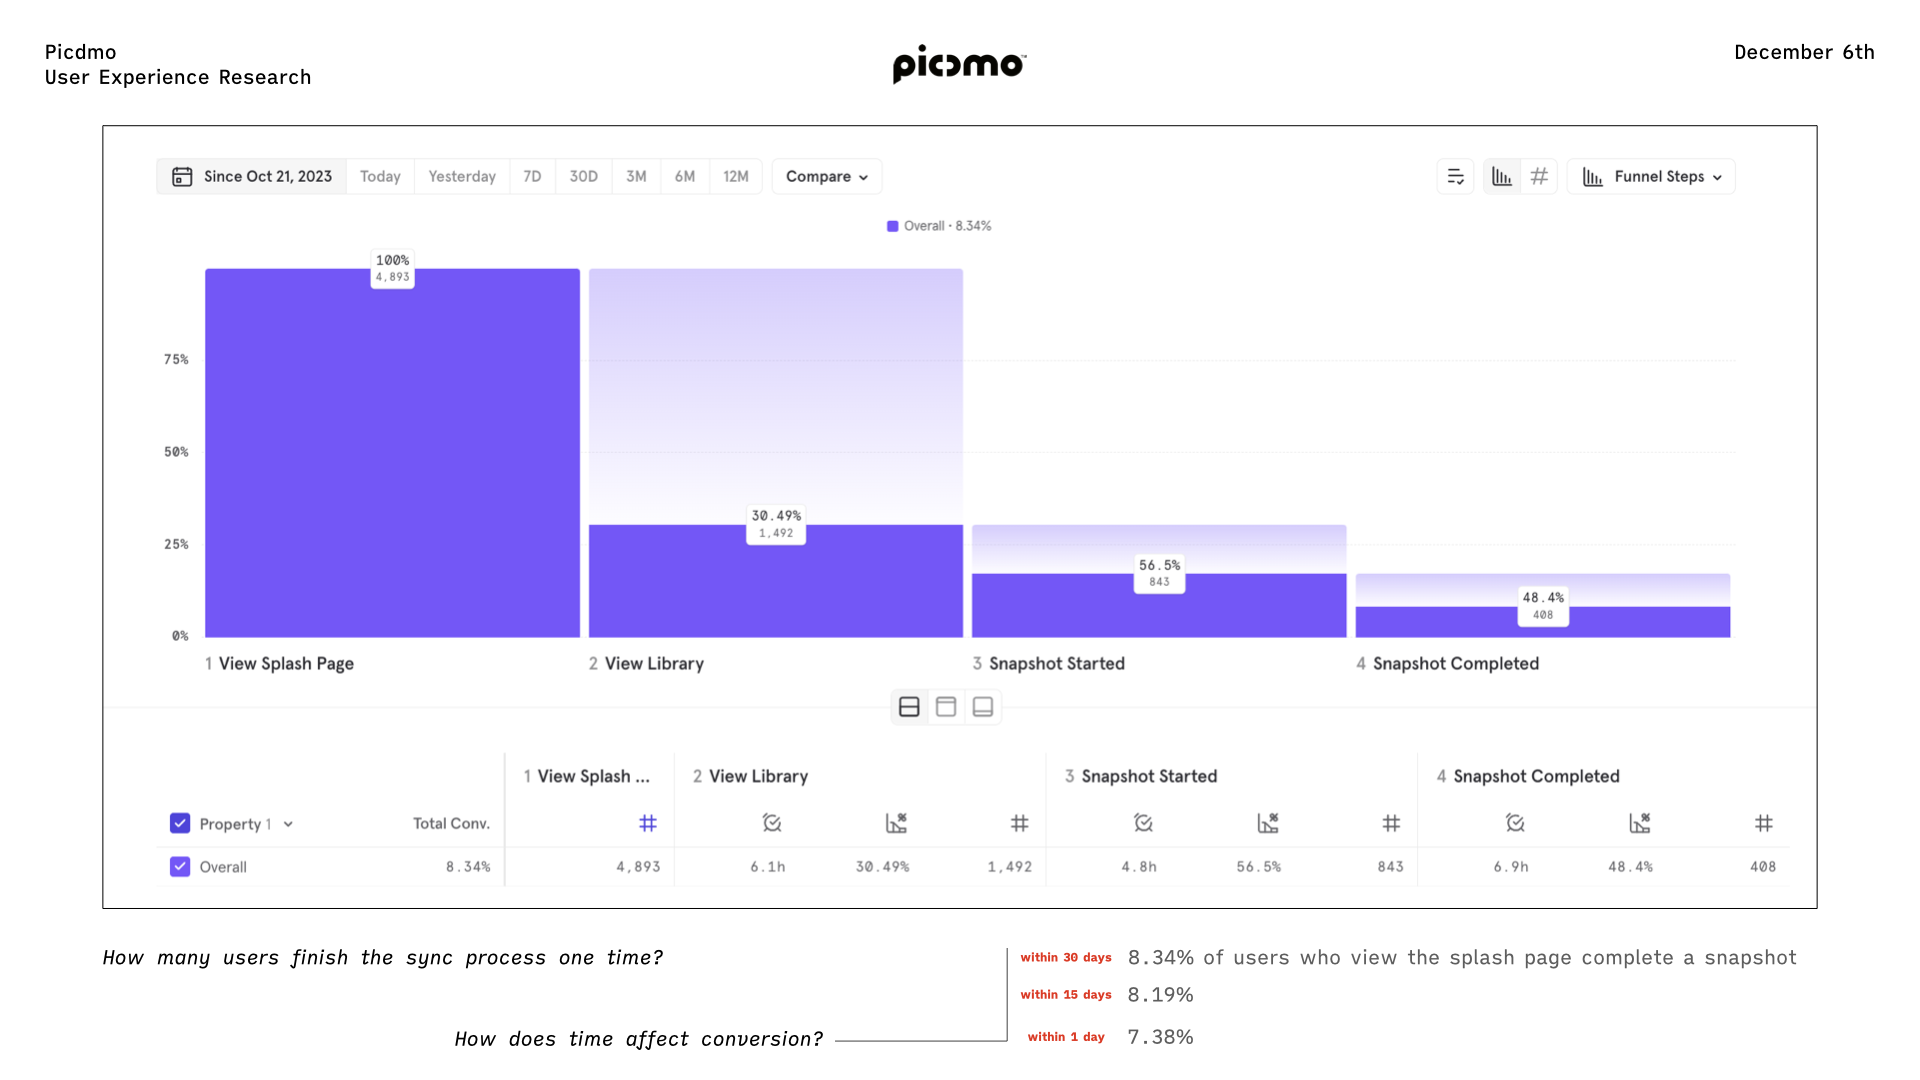 Picdmo
User Experience Research
picdmo™
December 6th
Since Oct 21, 2023 Today Yesterday 7D 30D 3M 6M 12M Compare
# Funnel Steps
Overall · 8.34%
100%
4,893
75%
50%
25%
0%
30.49%
1,492
56.5%
843
48.4%
408
1 View Splash Page
2 View Library
3 Snapshot Started
4 Snapshot Completed
1 View Splash ... 2 View Library 3 Snapshot Started 4 Snapshot Completed
Property 1 Total Conv. # % # % # % #
Overall 8.34% 4,893 6.1h 30.49% 1,492 4.8h 56.5% 843 6.9h 48.4% 408
How many users finish the sync process one time?
within 30 days 8.34% of users who view the splash page complete a snapshot
within 15 days 8.19%
How does time affect conversion?
within 1 day 7.38%